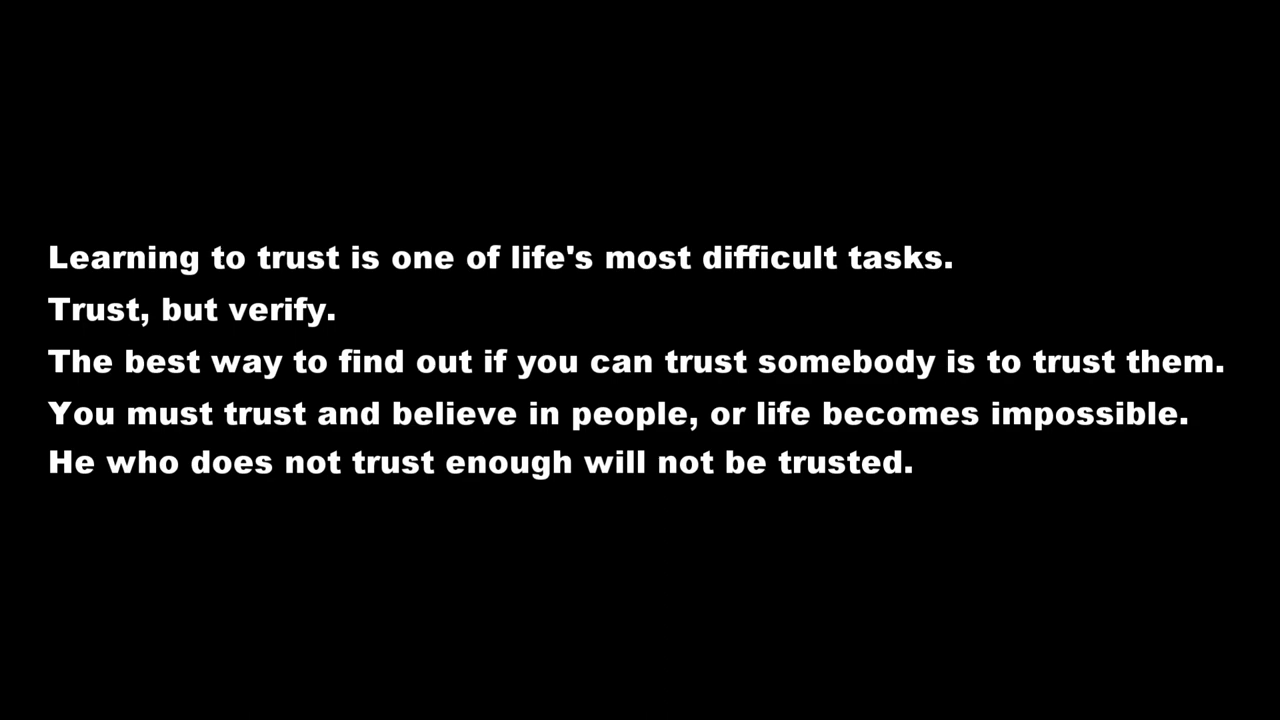 Learning to trust is one of life's most difficult tasks.
Trust, but verify.
The best way to find out if you can trust somebody is to trust them.
You must trust and believe in people, or life becomes impossible.
He who does not trust enough will not be trusted.